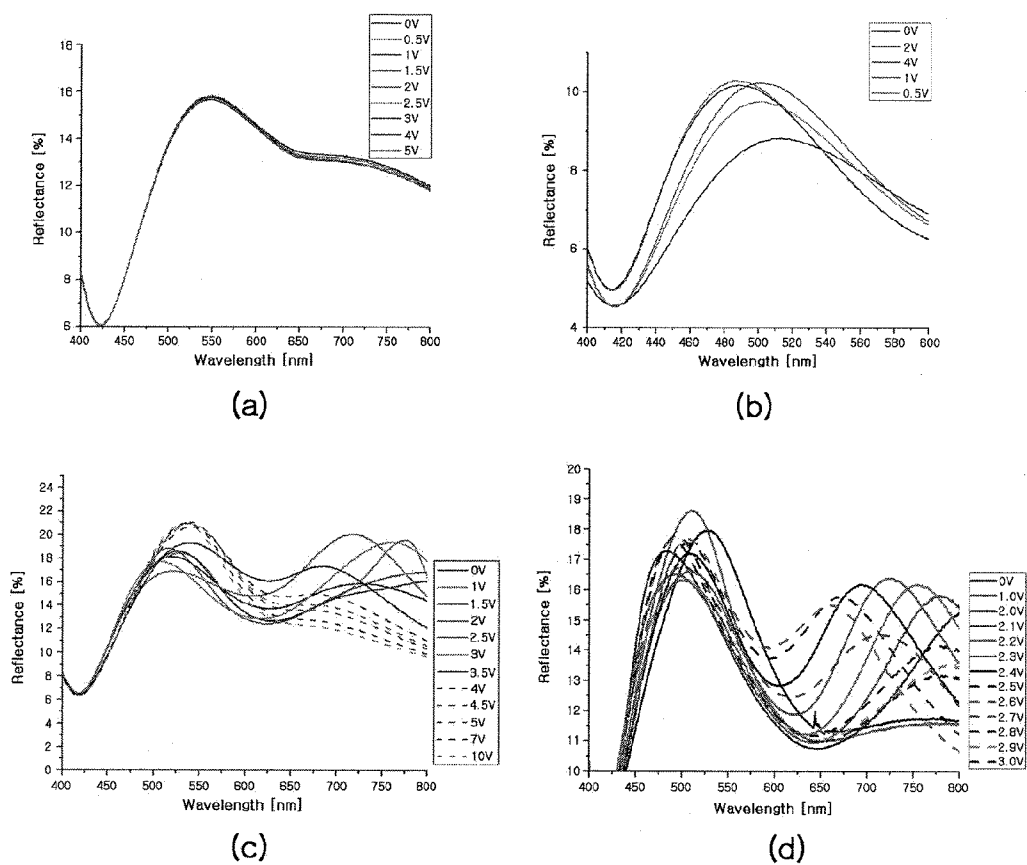 0V
0.5V
1V
1.5V
2V
2.5V
3V
4V
5V
18
16
14
12
10
8
6
Reflectance [%]
400 450 500 550 600 650 700 750 800
Wavelength [nm]
(a)
0V
2V
4V
1V
0.5V
10
8
6
4
Reflectance [%]
400 420 440 460 480 500 520 540 560 580 600
Wavelength [nm]
(b)
24
22
20
18
16
14
12
10
8
6
4
2
0
Reflectance [%]
400 450 500 550 600 650 700 750 800
Wavelength [nm]
0V
1V
1.5V
2V
2.5V
3V
3.5V
4V
4.5V
5V
7V
10V
(c)
20
19
18
17
16
15
14
13
12
11
10
Reflectance [%]
400 450 500 550 600 650 700 750 800
Wavelength [nm]
0V
1.0V
2.0V
2.1V
2.2V
2.3V
2.4V
2.5V
2.6V
2.7V
2.8V
2.9V
3.0V
(d)